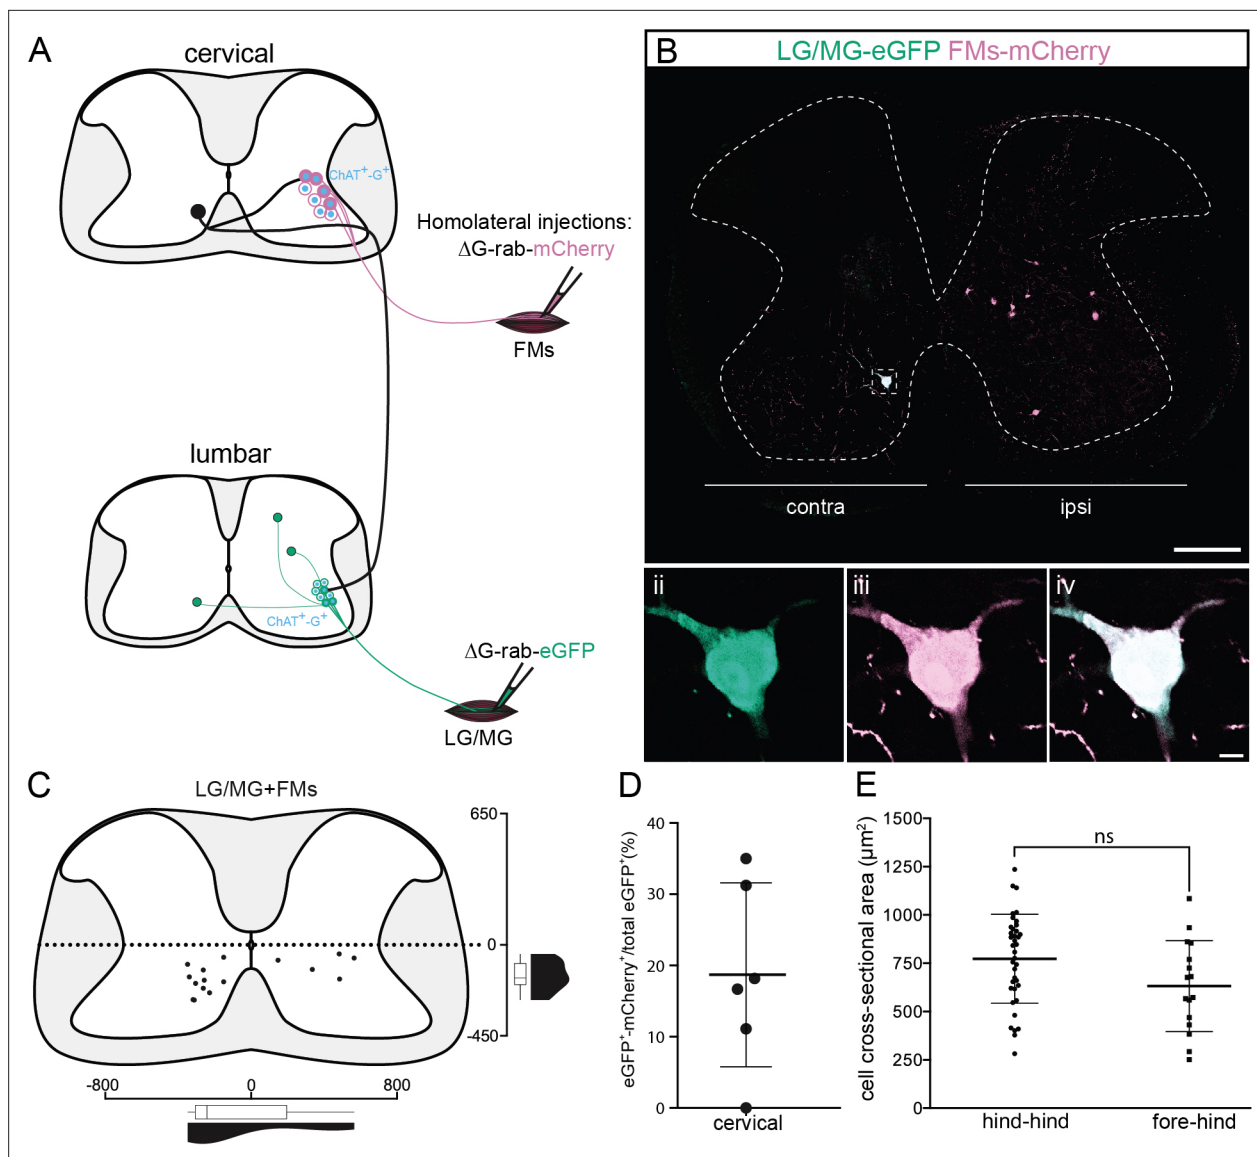 A
cervical
ChAT⁺-G⁺
Homolateral injections:
ΔG-rab-mCherry
FMs
lumbar
ChAT⁺-G⁺
ΔG-rab-eGFP
LG/MG
B
LG/MG-eGFP FMs-mCherry
contra
ipsi
ii
iii
iv
C
LG/MG+FMs
650
0
-450
-800
0
800
D
eGFP⁺-mCherry⁺/total eGFP⁺(%)
40
30
20
10
0
cervical
E
cell cross-sectional area (µm²)
1500
1250
1000
750
500
250
0
ns
hind-hind
fore-hind